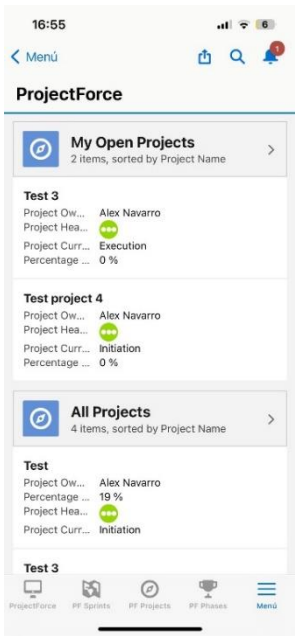 16:55
6
Menú
1
ProjectForce
My Open Projects
2 items, sorted by Project Name
Test 3
Project Ow... Alex Navarro
Project Hea...
Project Curr... Execution
Percentage ... 0 %
Test project 4
Project Ow... Alex Navarro
Project Hea...
Project Curr... Initiation
Percentage ... 0 %
All Projects
4 items, sorted by Project Name
Test
Project Ow... Alex Navarro
Percentage ... 19 %
Project Hea...
Project Curr... Initiation
Test 3
ProjectForce PF Sprints PF Projects PF Phases Menú